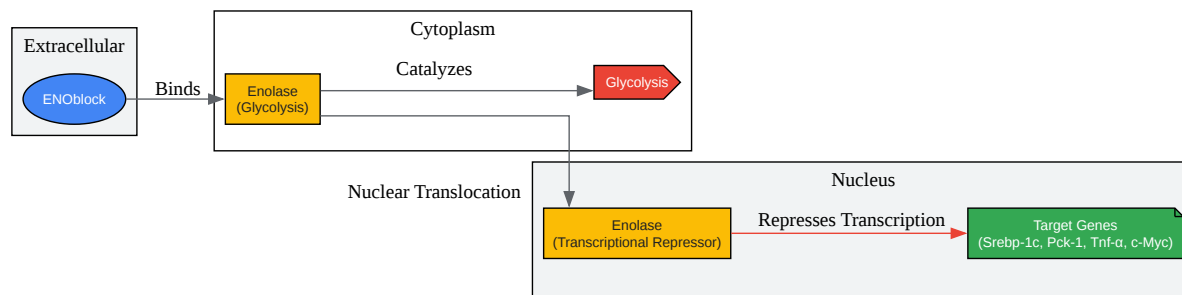 Extracellular
ENOblock
Binds
Cytoplasm
Enolase
(Glycolysis)
Catalyzes
Glycolysis
Nuclear Translocation
Nucleus
Enolase
(Transcriptional Repressor)
Represses Transcription
Target Genes
(Srebp-1c, Pck-1, Tnf-α, c-Myc)